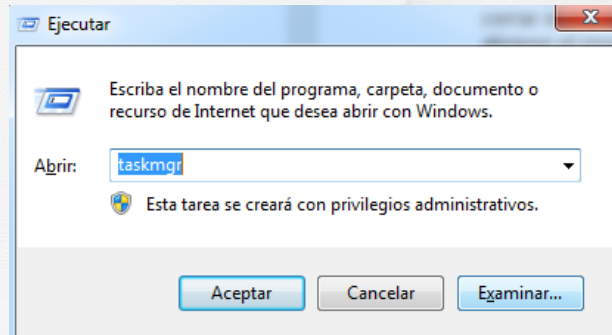 Ejecutar
Escriba el nombre del programa, carpeta, documento o
recurso de Internet que desea abrir con Windows.
Abrir: taskmgr
Esta tarea se creará con privilegios administrativos.
Aceptar Cancelar Examinar...